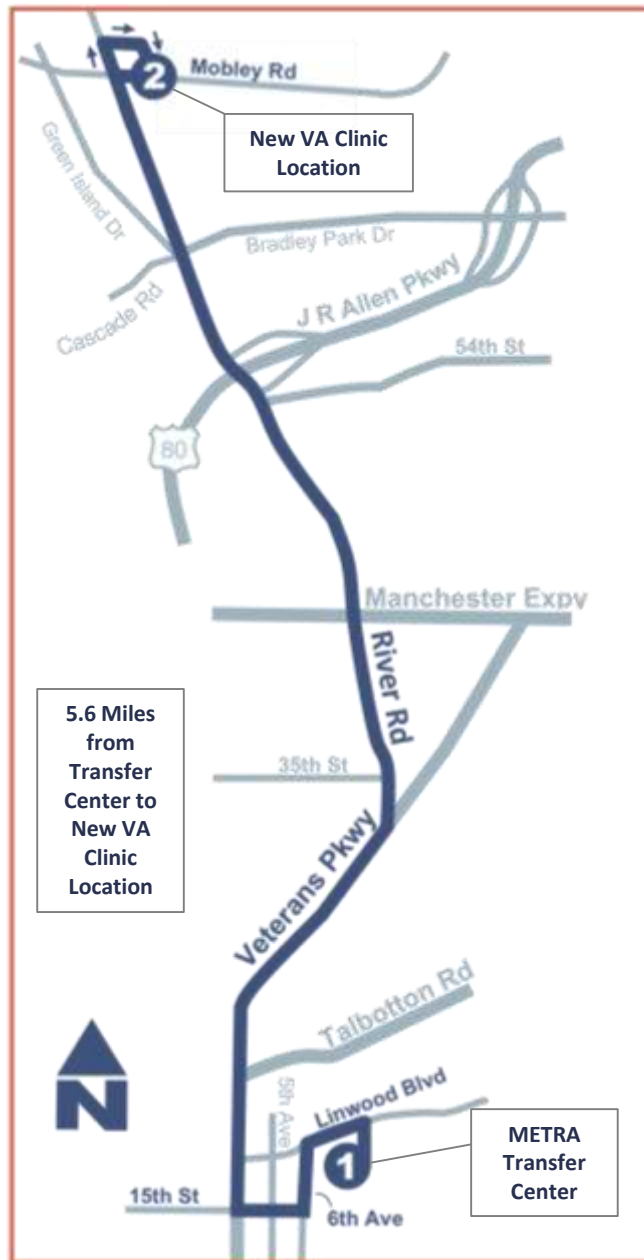 2
Mobley Rd
New VA Clinic
Location
Green Island Dr
Bradley Park Dr
Cascade Rd
J R Allen Pkwy
54th St
80
Manchester Expy
River Rd
5.6 Miles
from
Transfer
Center to
New VA
Clinic
Location
35th St
Veterans Pkwy
Talbotton Rd
N
5th Ave
Linwood Blvd
1
METRA
Transfer
Center
15th St
6th Ave